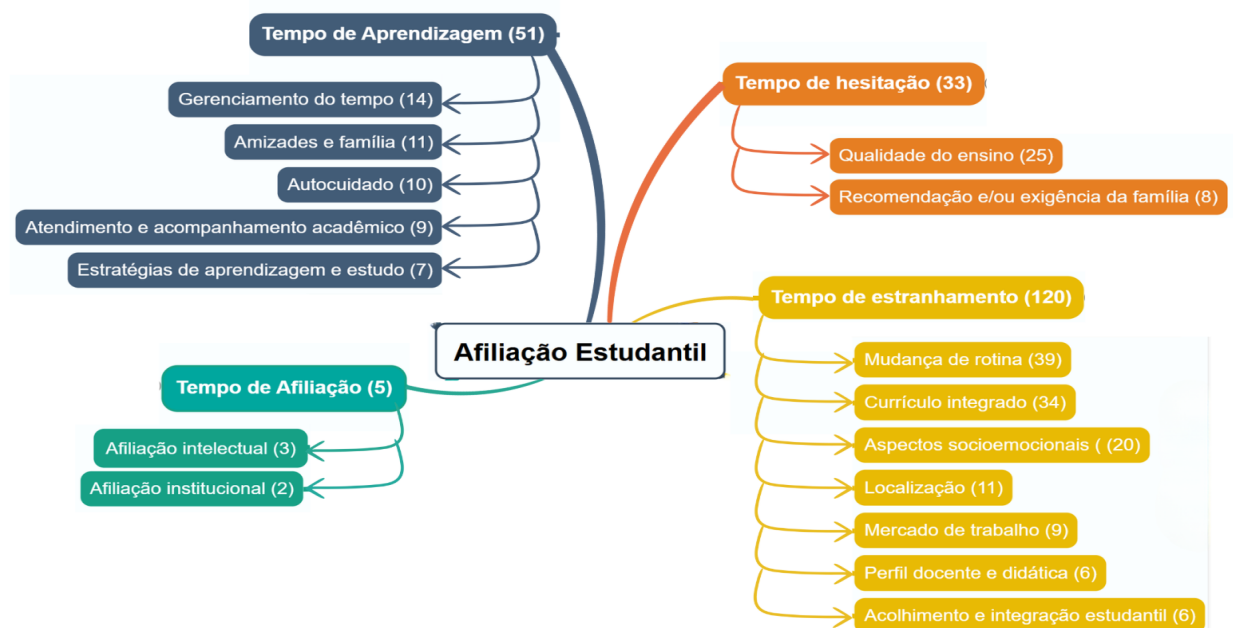 Tempo de Aprendizagem (51)
Gerenciamento do tempo (14)
Amizades e família (11)
Autocuidado (10)
Atendimento e acompanhamento acadêmico (9)
Estratégias de aprendizagem e estudo (7)
Tempo de hesitação (33)
Qualidade do ensino (25)
Recomendação e/ou exigência da família (8)
Afiliação Estudantil
Tempo de Afiliação (5)
Afiliação intelectual (3)
Afiliação institucional (2)
Tempo de estranhamento (120)
Mudança de rotina (39)
Currículo integrado (34)
Aspectos socioemocionais ( (20)
Localização (11)
Mercado de trabalho (9)
Perfil docente e didática (6)
Acolhimento e integração estudantil (6)